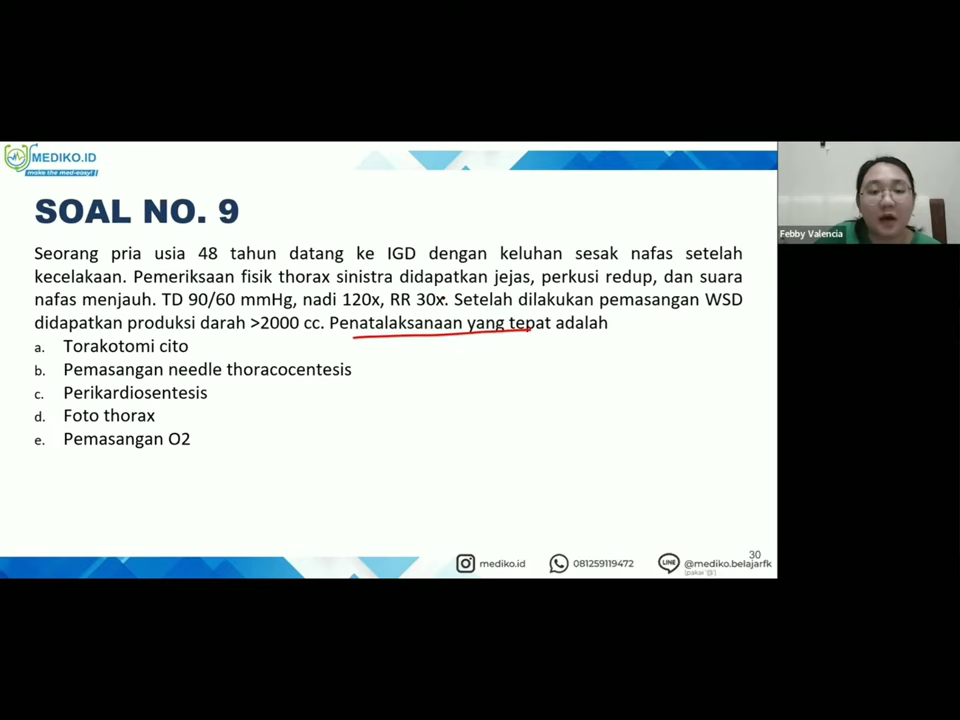 MEDIKO.ID
make the med-easy!
SOAL NO. 9
Seorang pria usia 48 tahun datang ke IGD dengan keluhan sesak nafas setelah
kecelakaan. Pemeriksaan fisik thorax sinistra didapatkan jejas, perkusi redup, dan suara
nafas menjauh. TD 90/60 mmHg, nadi 120x, RR 30x. Setelah dilakukan pemasangan WSD
didapatkan produksi darah >2000 cc. Penatalaksanaan yang tepat adalah
a. Torakotomi cito
b. Pemasangan needle thoracocentesis
c. Perikardiosentesis
d. Foto thorax
e. Pemasangan O2
Febby Valencia
30
mediko.id
081259119472
LINE
@mediko.belajarfk
(pakai '@')